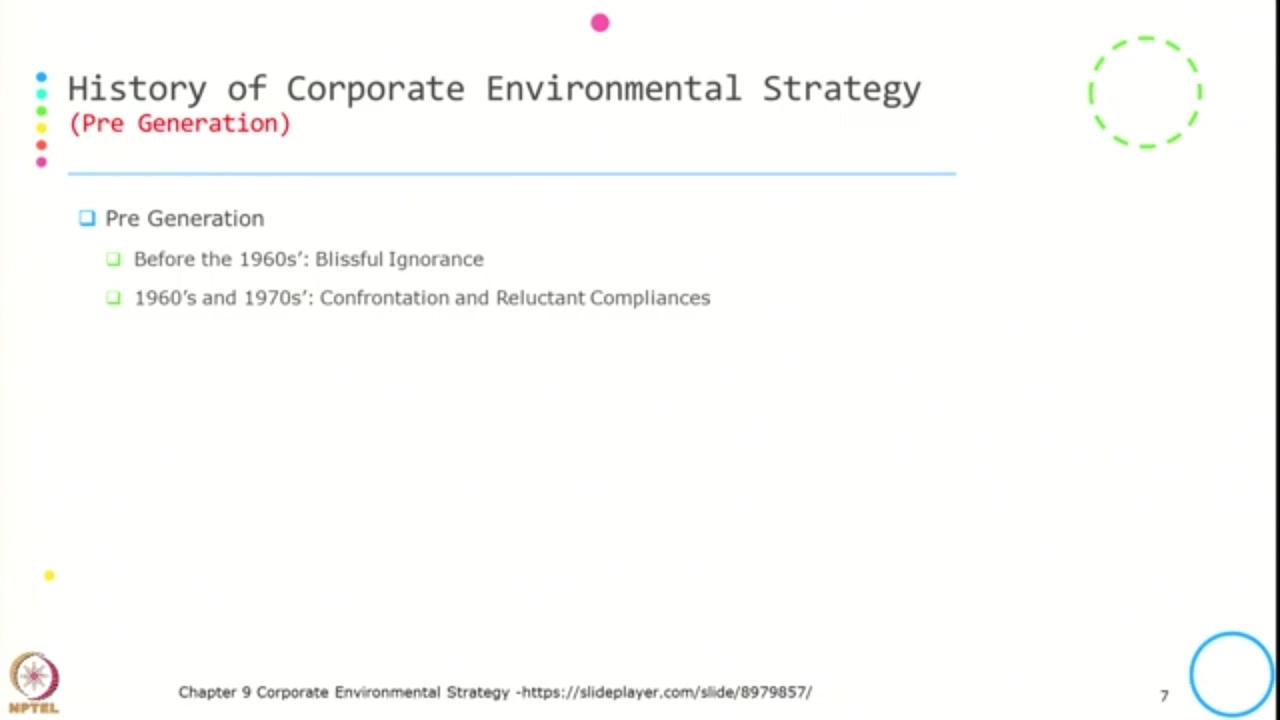 History of Corporate Environmental Strategy
(Pre Generation)
Pre Generation
Before the 1960s’: Blissful Ignorance
1960’s and 1970s’: Confrontation and Reluctant Compliances
Chapter 9 Corporate Environmental Strategy -https://slideplayer.com/slide/8979857/
7
NPTEL